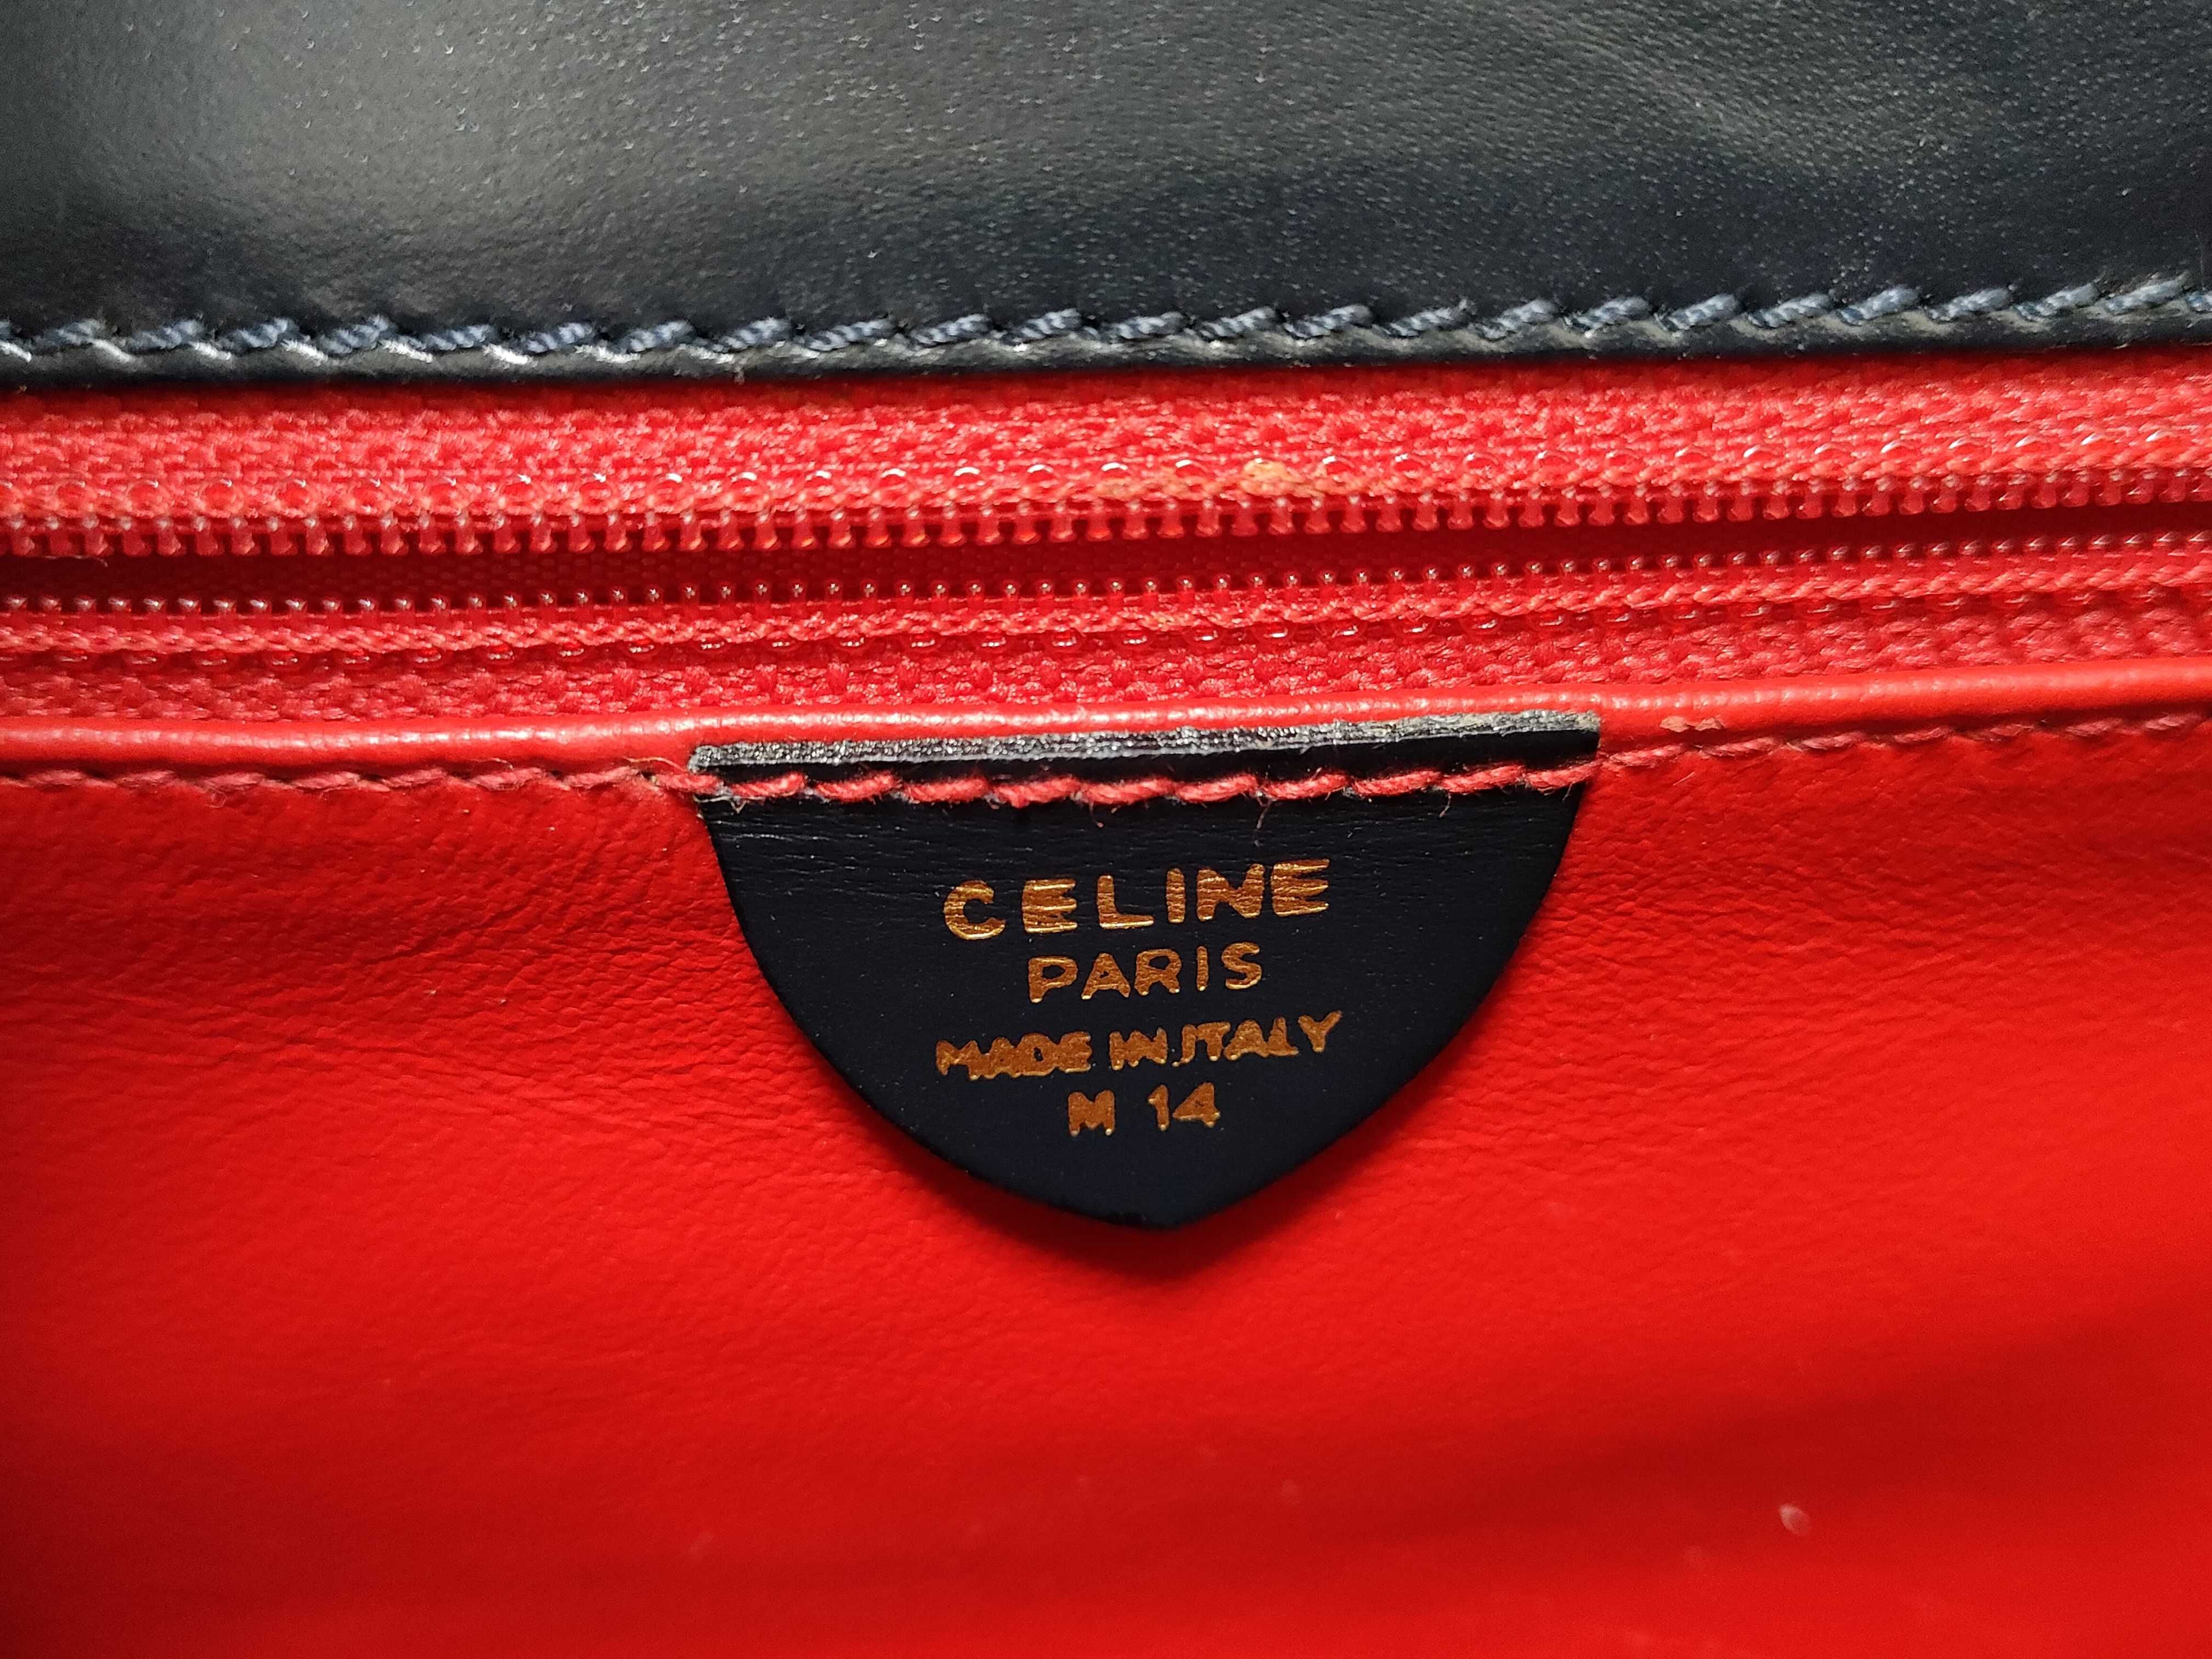 CELINE
PARIS
MADE IN ITALY
M 14